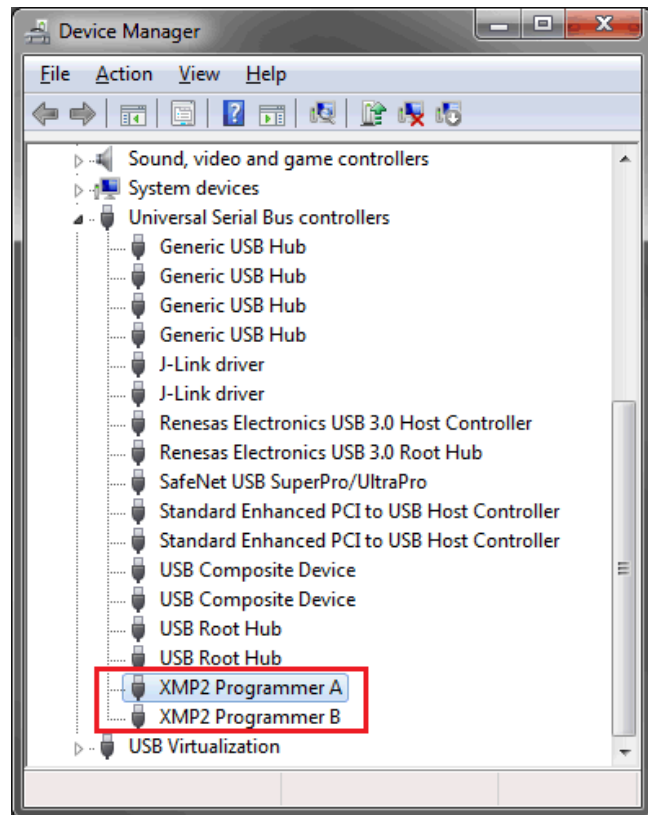 Device Manager
File Action View Help
Sound, video and game controllers
System devices
Universal Serial Bus controllers
Generic USB Hub
Generic USB Hub
Generic USB Hub
Generic USB Hub
J-Link driver
J-Link driver
Renesas Electronics USB 3.0 Host Controller
Renesas Electronics USB 3.0 Root Hub
SafeNet USB SuperPro/UltraPro
Standard Enhanced PCI to USB Host Controller
Standard Enhanced PCI to USB Host Controller
USB Composite Device
USB Composite Device
USB Root Hub
USB Root Hub
XMP2 Programmer A
XMP2 Programmer B
USB Virtualization